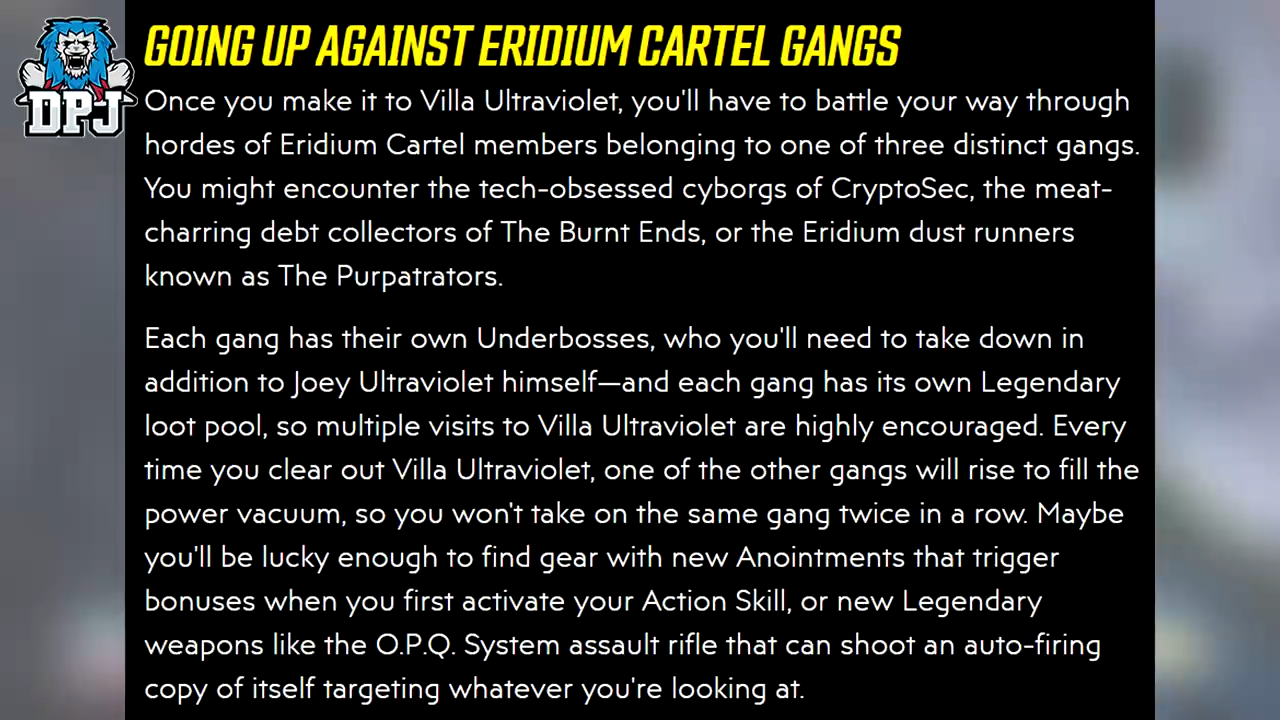 DPJ
GOING UP AGAINST ERIDIUM CARTEL GANGS
Once you make it to Villa Ultraviolet, you'll have to battle your way through
hordes of Eridium Cartel members belonging to one of three distinct gangs.
You might encounter the tech-obsessed cyborgs of CryptoSec, the meat-
charring debt collectors of The Burnt Ends, or the Eridium dust runners
known as The Purpatrators.
Each gang has their own Underbosses, who you'll need to take down in
addition to Joey Ultraviolet himself—and each gang has its own Legendary
loot pool, so multiple visits to Villa Ultraviolet are highly encouraged. Every
time you clear out Villa Ultraviolet, one of the other gangs will rise to fill the
power vacuum, so you won't take on the same gang twice in a row. Maybe
you'll be lucky enough to find gear with new Anointments that trigger
bonuses when you first activate your Action Skill, or new Legendary
weapons like the O.P.Q. System assault rifle that can shoot an auto-firing
copy of itself targeting whatever you're looking at.